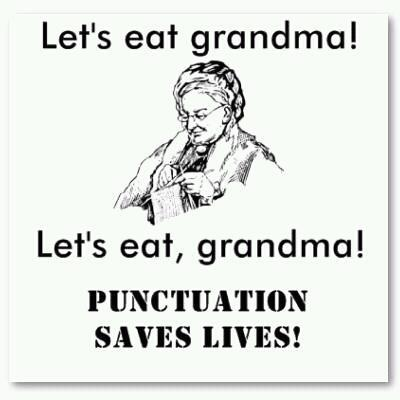 Let's eat grandma!
Let's eat, grandma!
PUNCTUATION
SAVES LIVES!